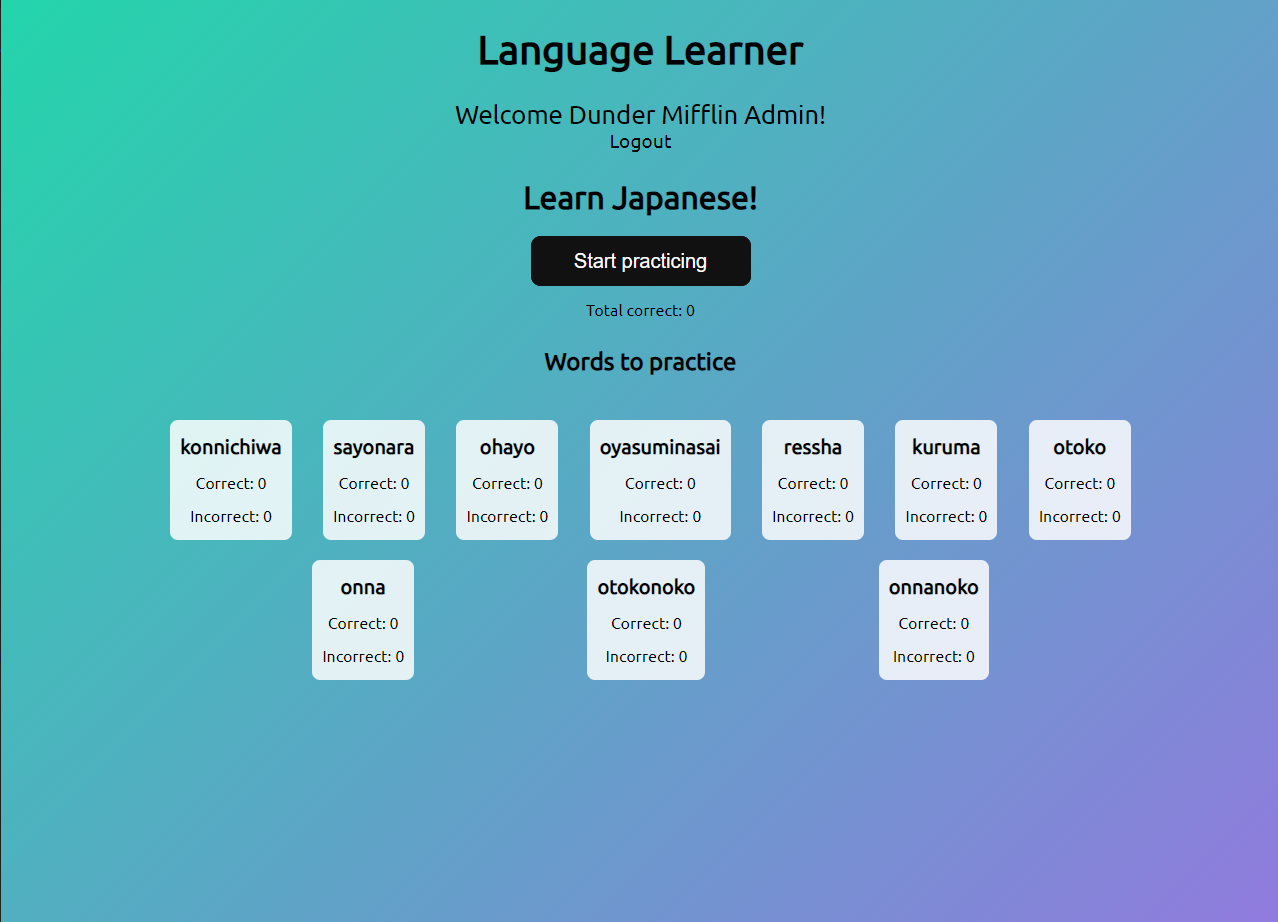 Language Learner
Welcome Dunder Mifflin Admin!
Logout
Learn Japanese!
Start practicing
Total correct: 0
Words to practice
konnichiwa
Correct: 0
Incorrect: 0
sayonara
Correct: 0
Incorrect: 0
ohayo
Correct: 0
Incorrect: 0
oyasuminasai
Correct: 0
Incorrect: 0
ressha
Correct: 0
Incorrect: 0
kuruma
Correct: 0
Incorrect: 0
otoko
Correct: 0
Incorrect: 0
onna
Correct: 0
Incorrect: 0
otokonoko
Correct: 0
Incorrect: 0
onnanoko
Correct: 0
Incorrect: 0